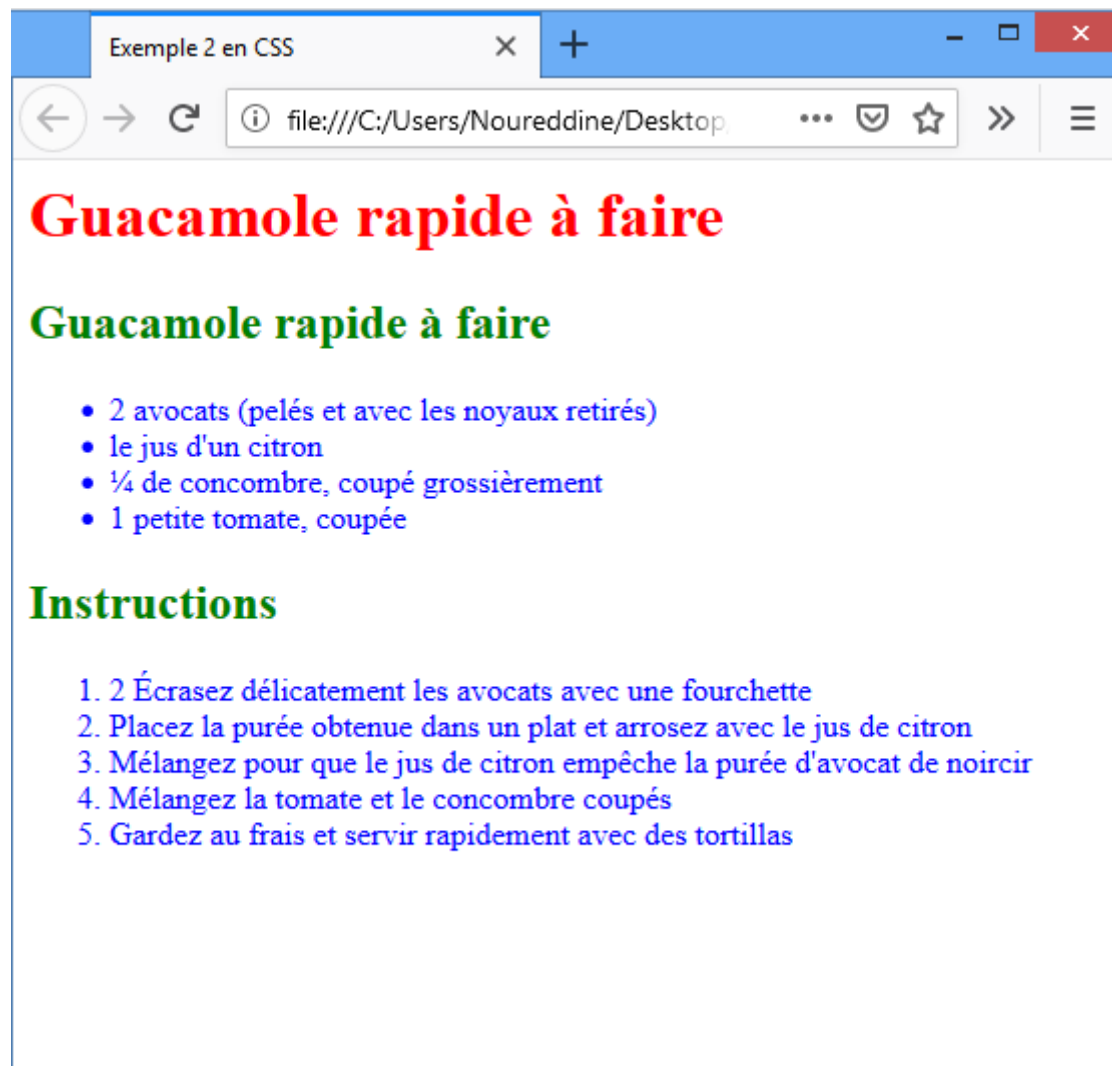 Exemple 2 en CSS
file:///C:/Users/Noureddine/Desktop/
Guacamole rapide à faire
Guacamole rapide à faire
• 2 avocats (pelés et avec les noyaux retirés)
• le jus d'un citron
• ¼ de concombre, coupé grossièrement
• 1 petite tomate, coupée
Instructions
1. 2 Écrasez délicatement les avocats avec une fourchette
2. Placez la purée obtenue dans un plat et arrosez avec le jus de citron
3. Mélangez pour que le jus de citron empêche la purée d'avocat de noircir
4. Mélangez la tomate et le concombre coupés
5. Gardez au frais et servir rapidement avec des tortillas